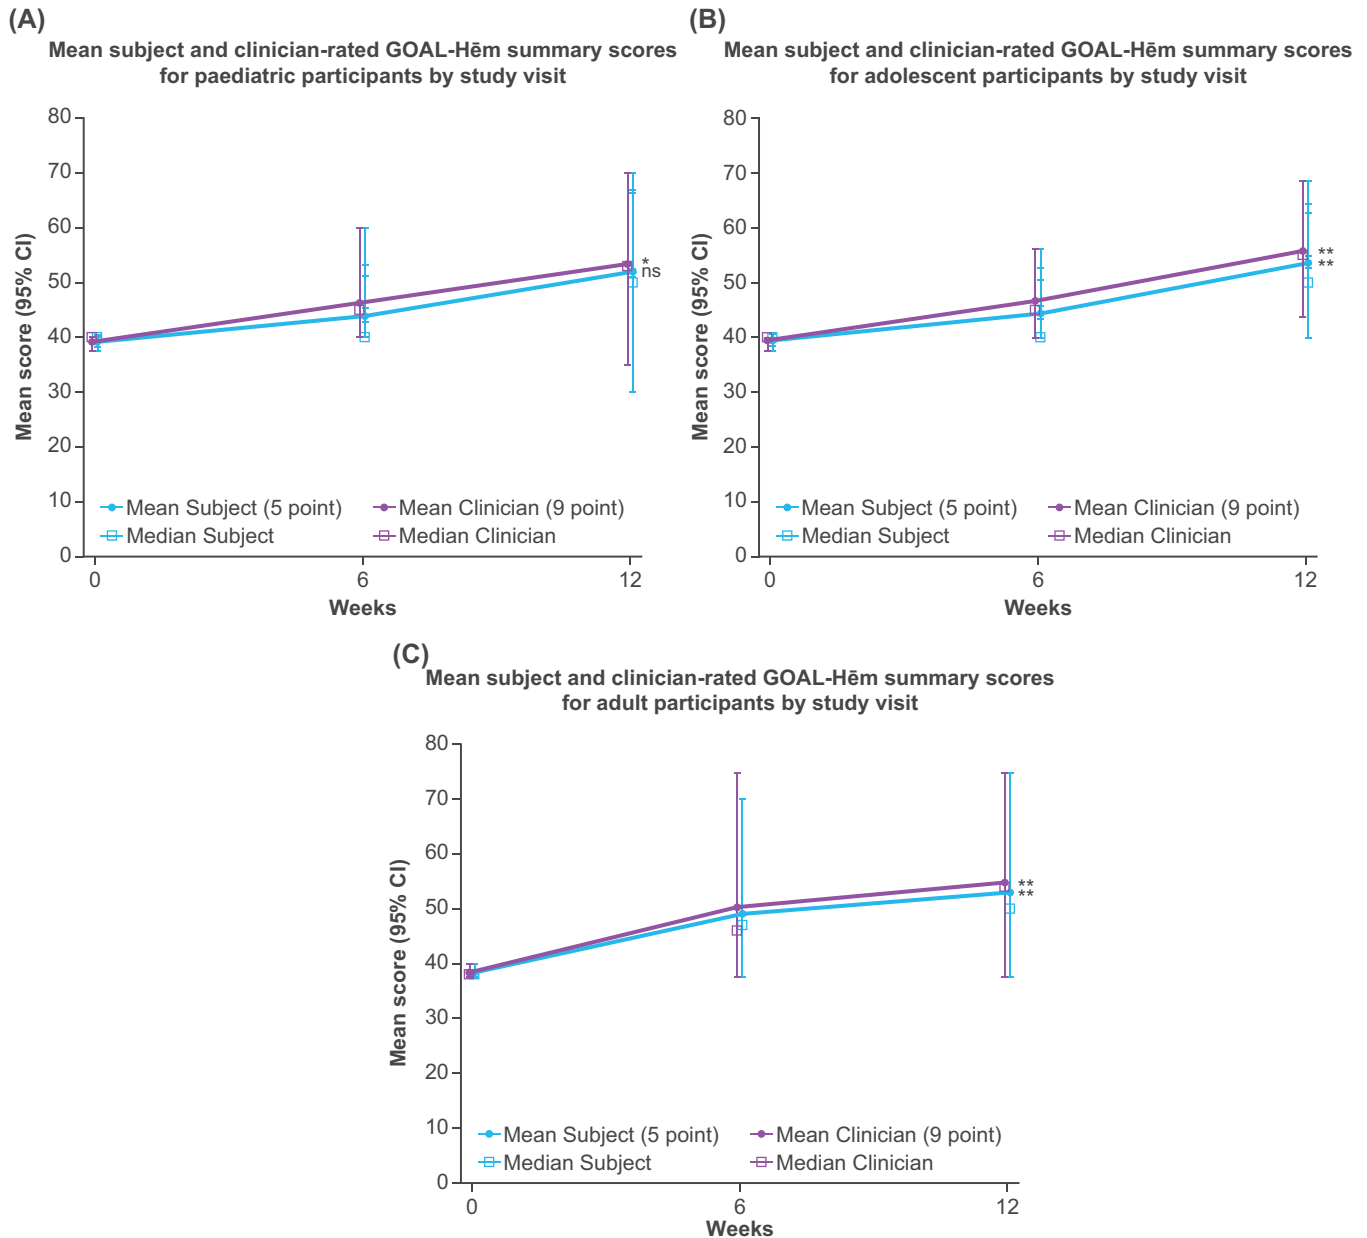 (A)
Mean subject and clinician-rated GOAL-Hēm summary scores
for paediatric participants by study visit
Mean score (95% CI)
80
70
60
50
40
30
20
10
0
*
ns
Mean Subject (5 point)
Mean Clinician (9 point)
Median Subject
Median Clinician
0
6
12
Weeks
(B)
Mean subject and clinician-rated GOAL-Hēm summary scores
for adolescent participants by study visit
Mean score (95% CI)
80
70
60
50
40
30
20
10
0
**
**
Mean Subject (5 point)
Mean Clinician (9 point)
Median Subject
Median Clinician
0
6
12
Weeks
(C)
Mean subject and clinician-rated GOAL-Hēm summary scores
for adult participants by study visit
Mean score (95% CI)
80
70
60
50
40
30
20
10
0
**
**
Mean Subject (5 point)
Mean Clinician (9 point)
Median Subject
Median Clinician
0
6
12
Weeks